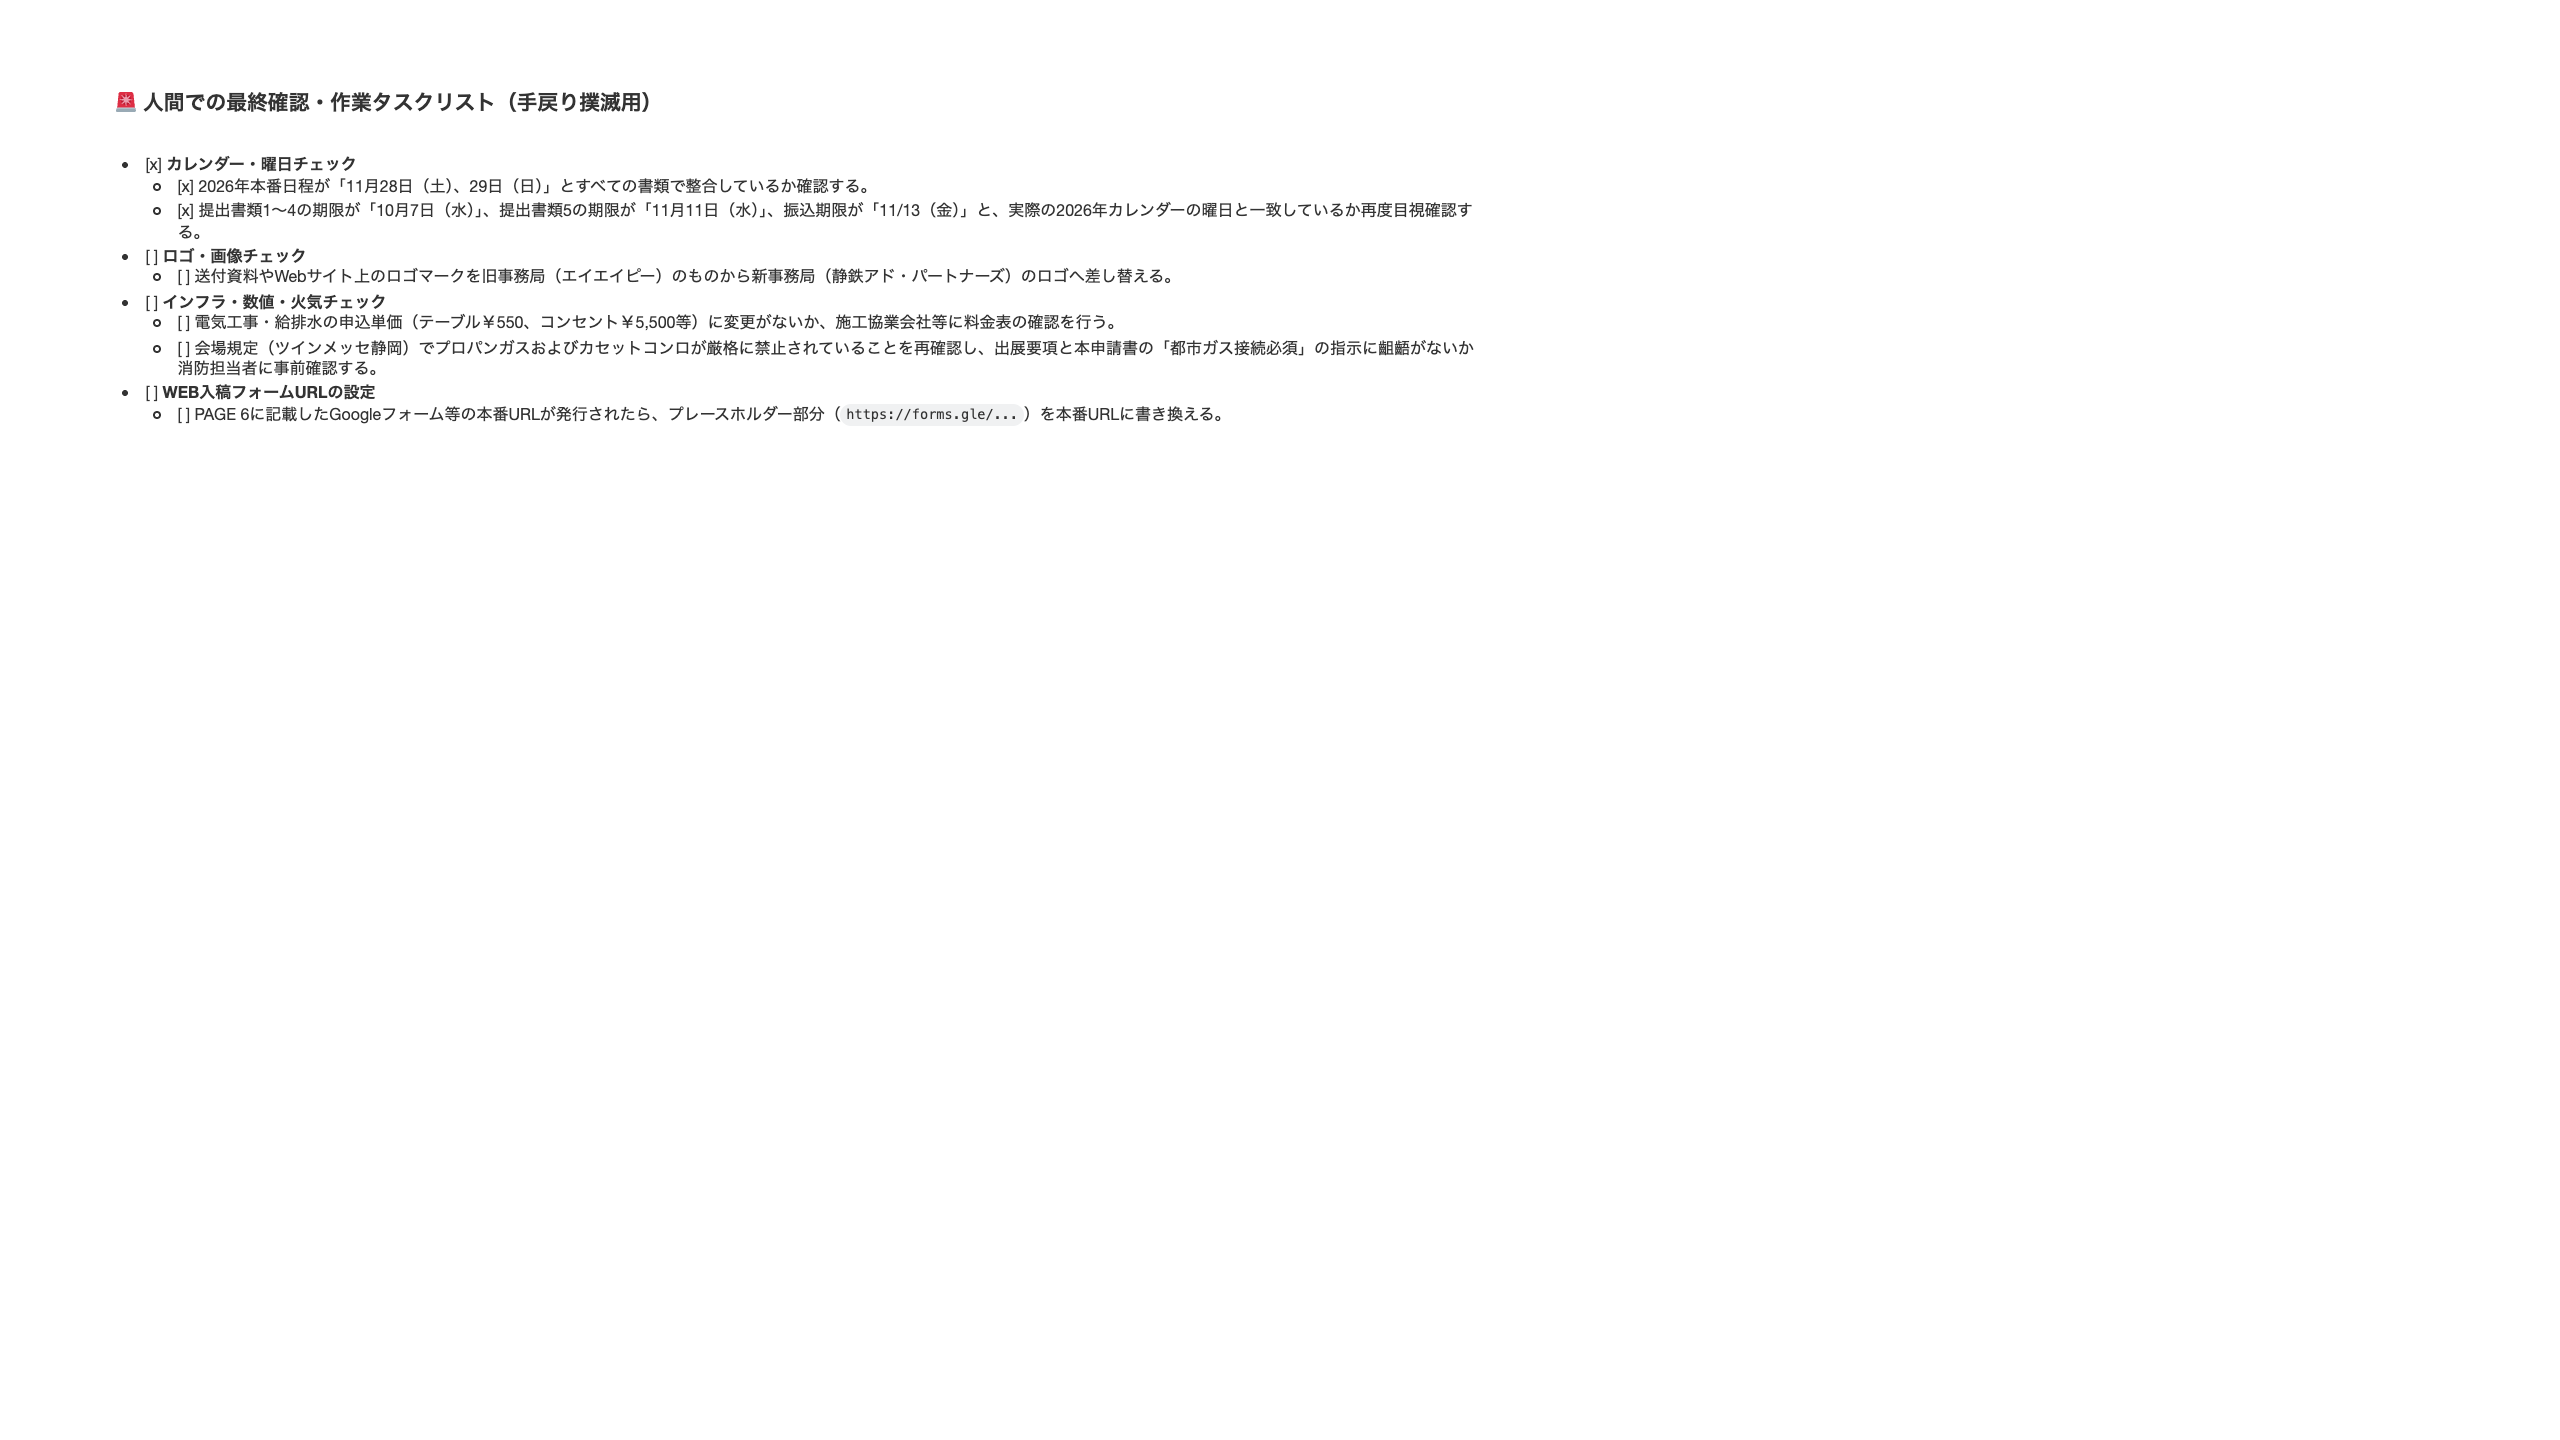 🚨 人間での最終確認・作業タスクリスト（手戻り撲滅用）
• [x] カレンダー・曜日チェック
◦ [x] 2026年本番日程が「11月28日（土）、29日（日）」とすべての書類で整合しているか確認する。
◦ [x] 提出書類1〜4の期限が「10月7日（水）」、提出書類5の期限が「11月11日（水）」、振込期限が「11/13（金）」と、実際の2026年カレンダーの曜日と一致しているか再度目視確認す
る。
• [ ] ロゴ・画像チェック
◦ [ ] 送付資料やWebサイト上のロゴマークを旧事務局（エイエイピー）のものから新事務局（静鉄アド・パートナーズ）のロゴへ差し替える。
• [ ] インフラ・数値・火気チェック
◦ [ ] 電気工事・給排水の申込単価（テーブル￥550、コンセント￥5,500等）に変更がないか、施工協業会社等に料金表の確認を行う。
◦ [ ] 会場規定（ツインメッセ静岡）でプロパンガスおよびカセットコンロが厳格に禁止されていることを再確認し、出展要項と本申請書の「都市ガス接続必須」の指示に齟齬がないか
消防担当者に事前確認する。
• [ ] WEB入稿フォームURLの設定
◦ [ ] PAGE 6に記載したGoogleフォーム等の本番URLが発行されたら、プレースホルダー部分（ https://forms.gle/... ）を本番URLに書き換える。